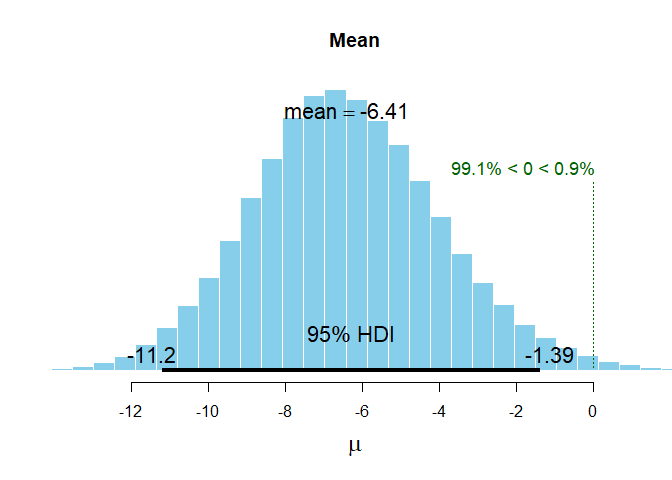 Mean
mean = -6.41
99.1% < 0 < 0.9%
95% HDI
-11.2 -1.39
-12 -10 -8 -6 -4 -2 0
μ